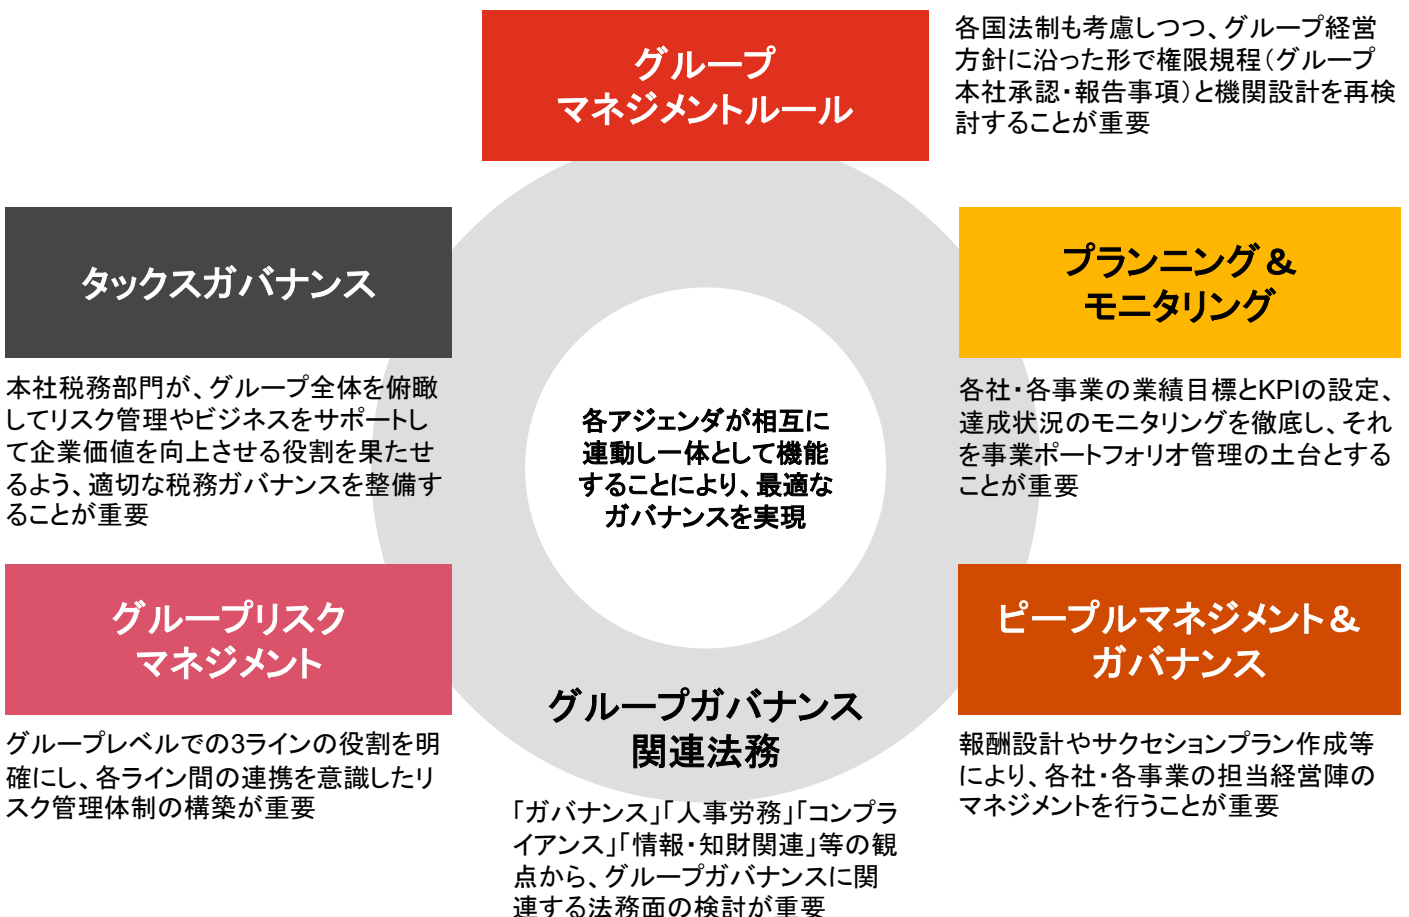 グループ
マネジメントルール
各国法制も考慮しつつ、グループ経営
方針に沿った形で権限規程（グループ
本社承認・報告事項）と機関設計を再検
討することが重要
タックスガバナンス
本社税務部門が、グループ全体を俯瞰
してリスク管理やビジネスをサポートし
て企業価値を向上させる役割を果たせ
るよう、適切な税務ガバナンスを整備す
ることが重要
プランニング＆
モニタリング
各社・各事業の業績目標とKPIの設定、
達成状況のモニタリングを徹底し、それ
を事業ポートフォリオ管理の土台とする
ことが重要
各アジェンダが相互に
連動し一体として機能
することにより、最適な
ガバナンスを実現
グループリスク
マネジメント
グループレベルでの3ラインの役割を明
確にし、各ライン間の連携を意識したリ
スク管理体制の構築が重要
グループガバナンス
関連法務
「ガバナンス」「人事労務」「コンプラ
イアンス」「情報・知財関連」等の観
点から、グループガバナンスに関
連する法務面の検討が重要
ピープルマネジメント＆
ガバナンス
報酬設計やサクセションプラン作成等
により、各社・各事業の担当経営陣の
マネジメントを行うことが重要